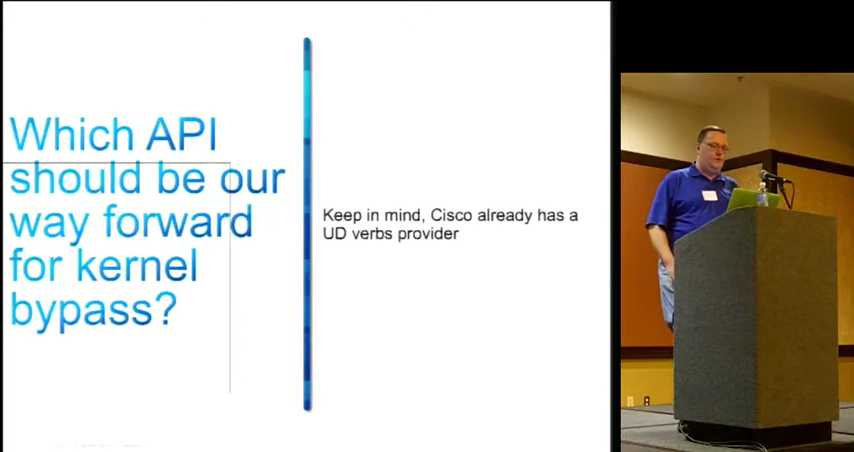 Which API
should be our
way forward
for kernel
bypass?
Keep in mind, Cisco already has a
UD verbs provider